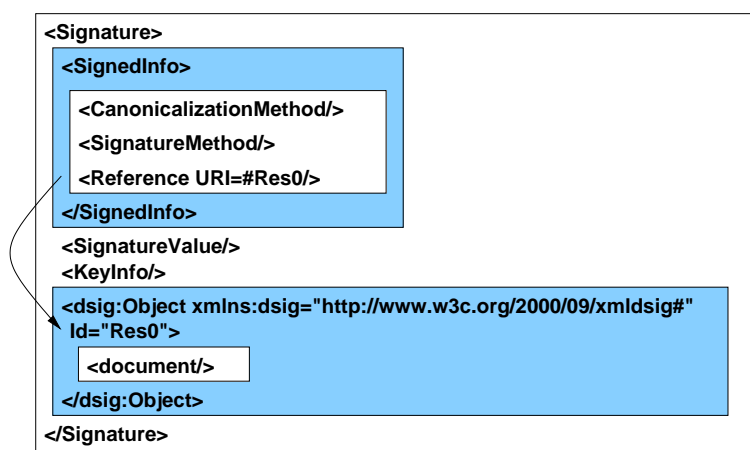 <Signature>
<SignedInfo>
<CanonicalizationMethod/>
<SignatureMethod/>
<Reference URI=#Res0/>
</SignedInfo>
<SignatureValue/>
<KeyInfo/>
<dsig:Object xmlns:dsig="http://www.w3c.org/2000/09/xmldsig#"
Id="Res0">
<document/>
</dsig:Object>
</Signature>